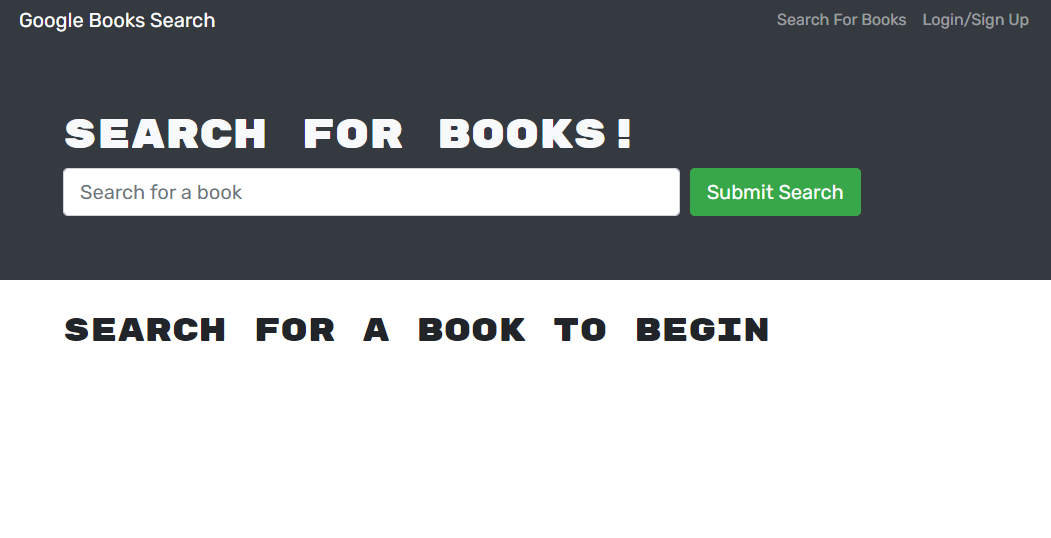 Google Books Search
Search For Books
Login/Sign Up
SEARCH FOR BOOKS!
Search for a book
Submit Search
SEARCH FOR A BOOK TO BEGIN